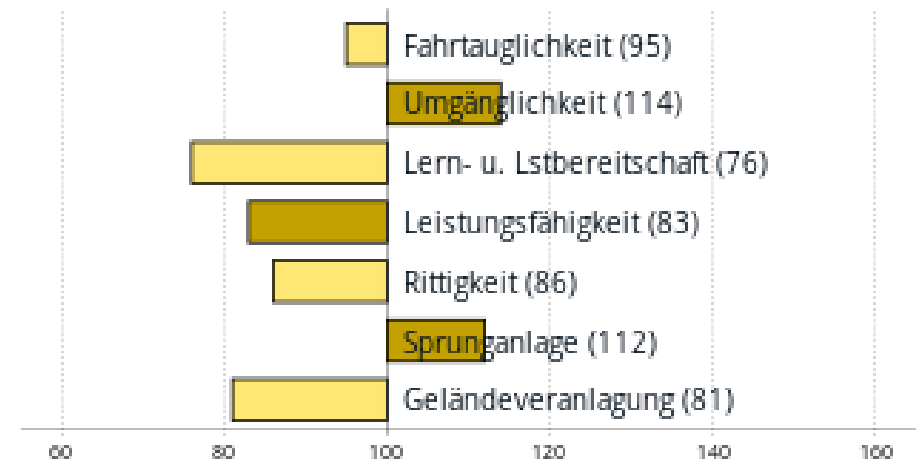 Fahrtauglichkeit (95)
Umgänglichkeit (114)
Lern- u. Lstbereitschaft (76)
Leistungsfähigkeit (83)
Rittigkeit (86)
Sprunganlage (112)
Geländeveranlagung (81)
60 80 100 120 140 160